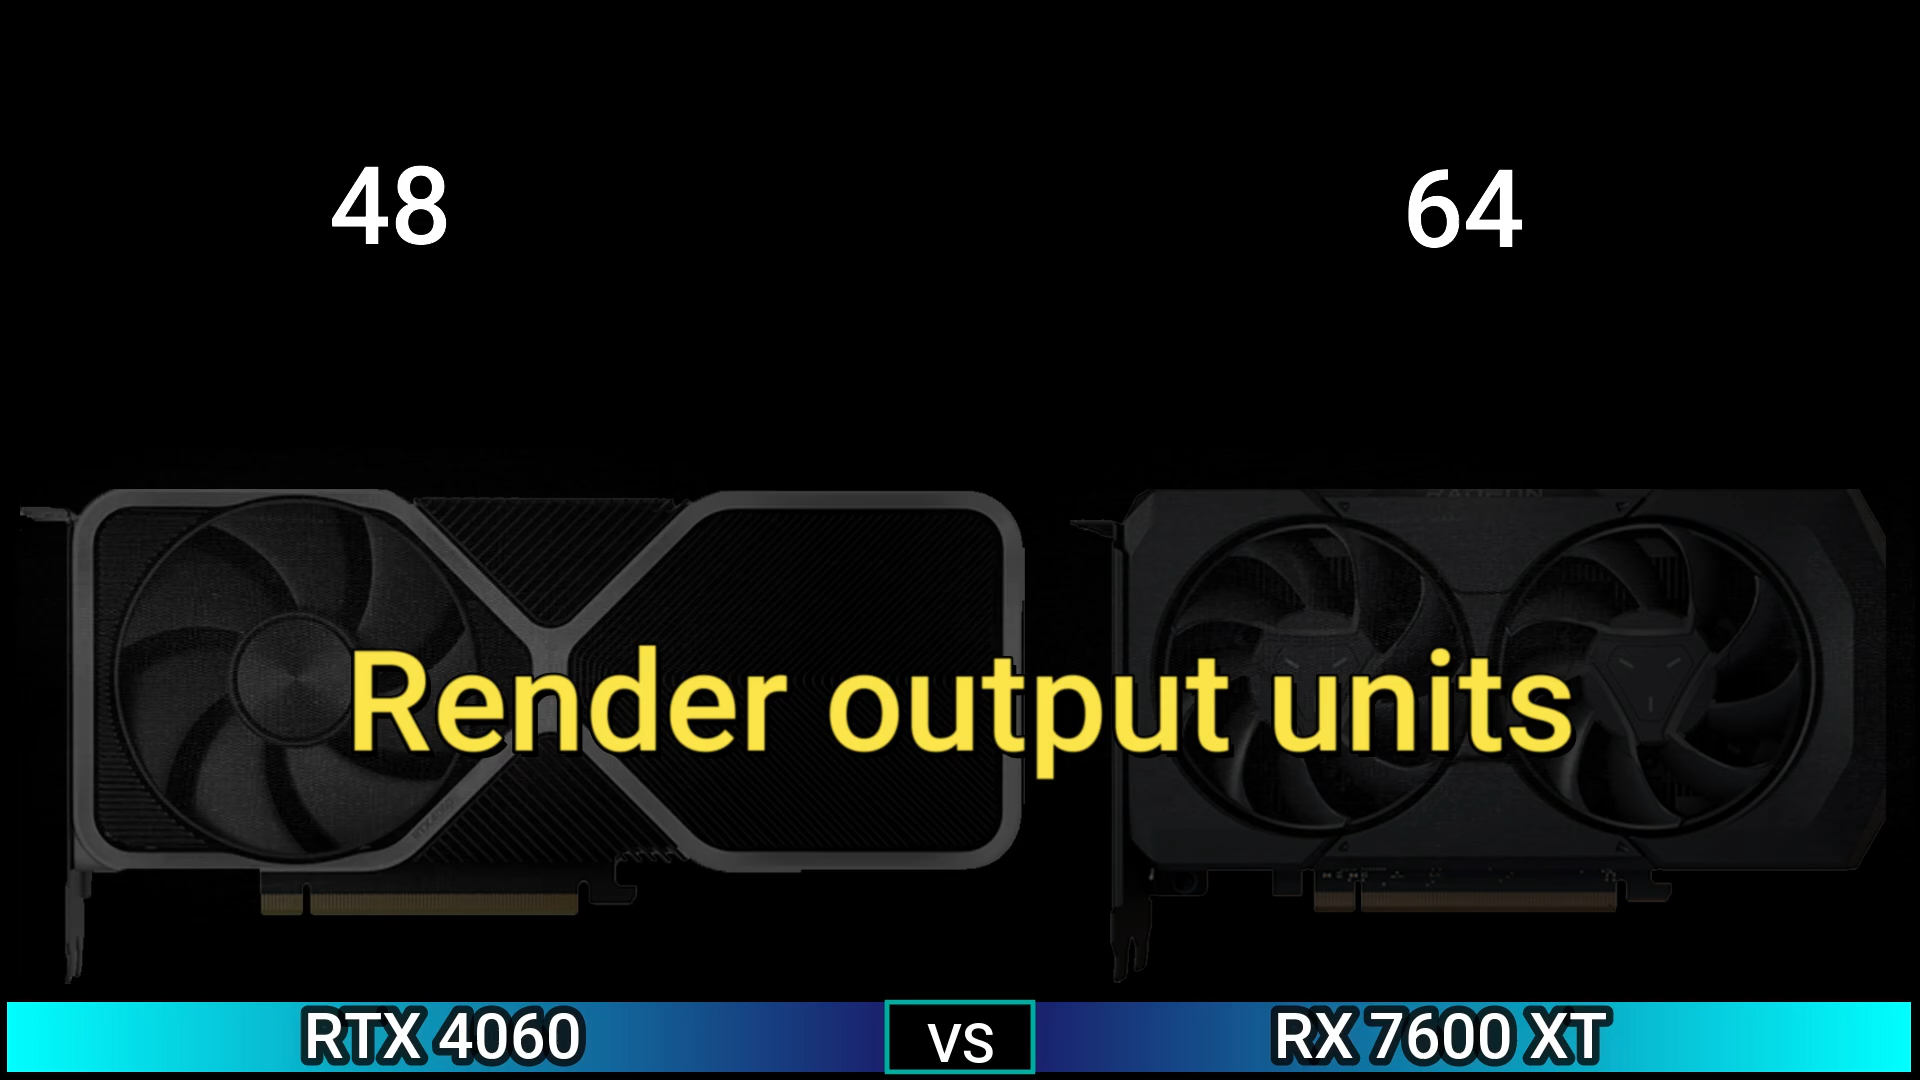 48
64
Render output units
RTX 4060
VS
RX 7600 XT